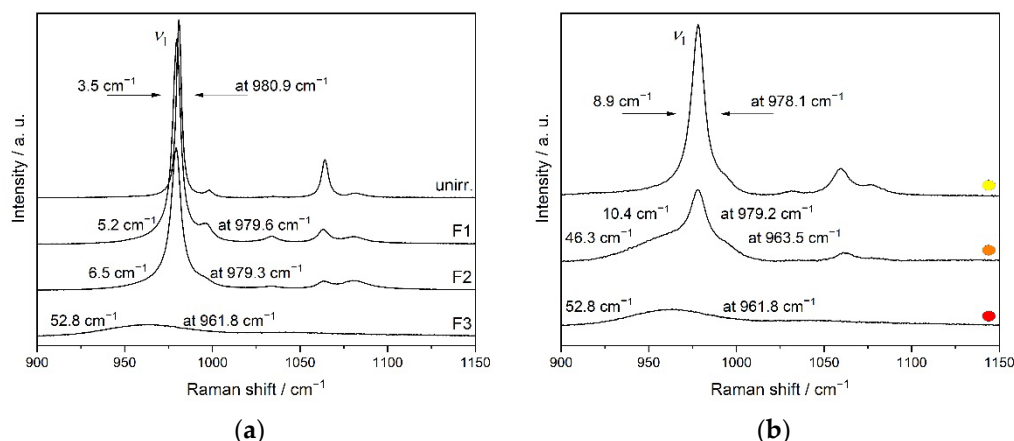 ν1
3.5 cm−1
at 980.9 cm−1
unirr.
5.2 cm−1
at 979.6 cm−1
F1
6.5 cm−1
at 979.3 cm−1
F2
52.8 cm−1
at 961.8 cm−1
F3
Intensity / a. u.
900 950 1000 1050 1100 1150
Raman shift / cm−1
(a)
ν1
8.9 cm−1
at 978.1 cm−1
10.4 cm−1
at 979.2 cm−1
46.3 cm−1
at 963.5 cm−1
52.8 cm−1
at 961.8 cm−1
Intensity / a. u.
900 950 1000 1050 1100 1150
Raman shift / cm−1
(b)